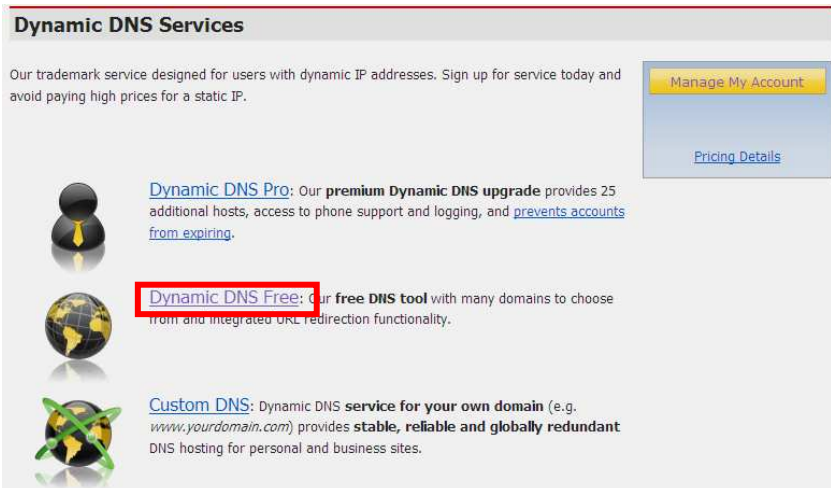 Dynamic DNS Services
Our trademark service designed for users with dynamic IP addresses. Sign up for service today and
avoid paying high prices for a static IP.
Manage My Account
Pricing Details
Dynamic DNS Pro: Our premium Dynamic DNS upgrade provides 25
additional hosts, access to phone support and logging, and prevents accounts
from expiring.
Dynamic DNS Free: Our free DNS tool with many domains to choose
from and integrated URL redirection functionality.
Custom DNS: Dynamic DNS service for your own domain (e.g.
www.yourdomain.com) provides stable, reliable and globally redundant
DNS hosting for personal and business sites.